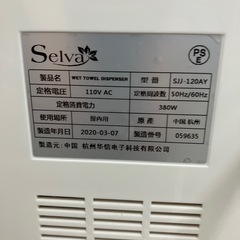 Selva
PS
E
製品名 WET TOWEL DISPENSER 型番 SJJ-120AY
定格電圧 110V AC 定格周波数 50Hz/60Hz
定格消費電力 380W
使用場所 屋内用 原産 中国 杭州
製造年月日 2020-03-07 製造番号 059635
製造元: 中国 杭州华信电子科技有限公司